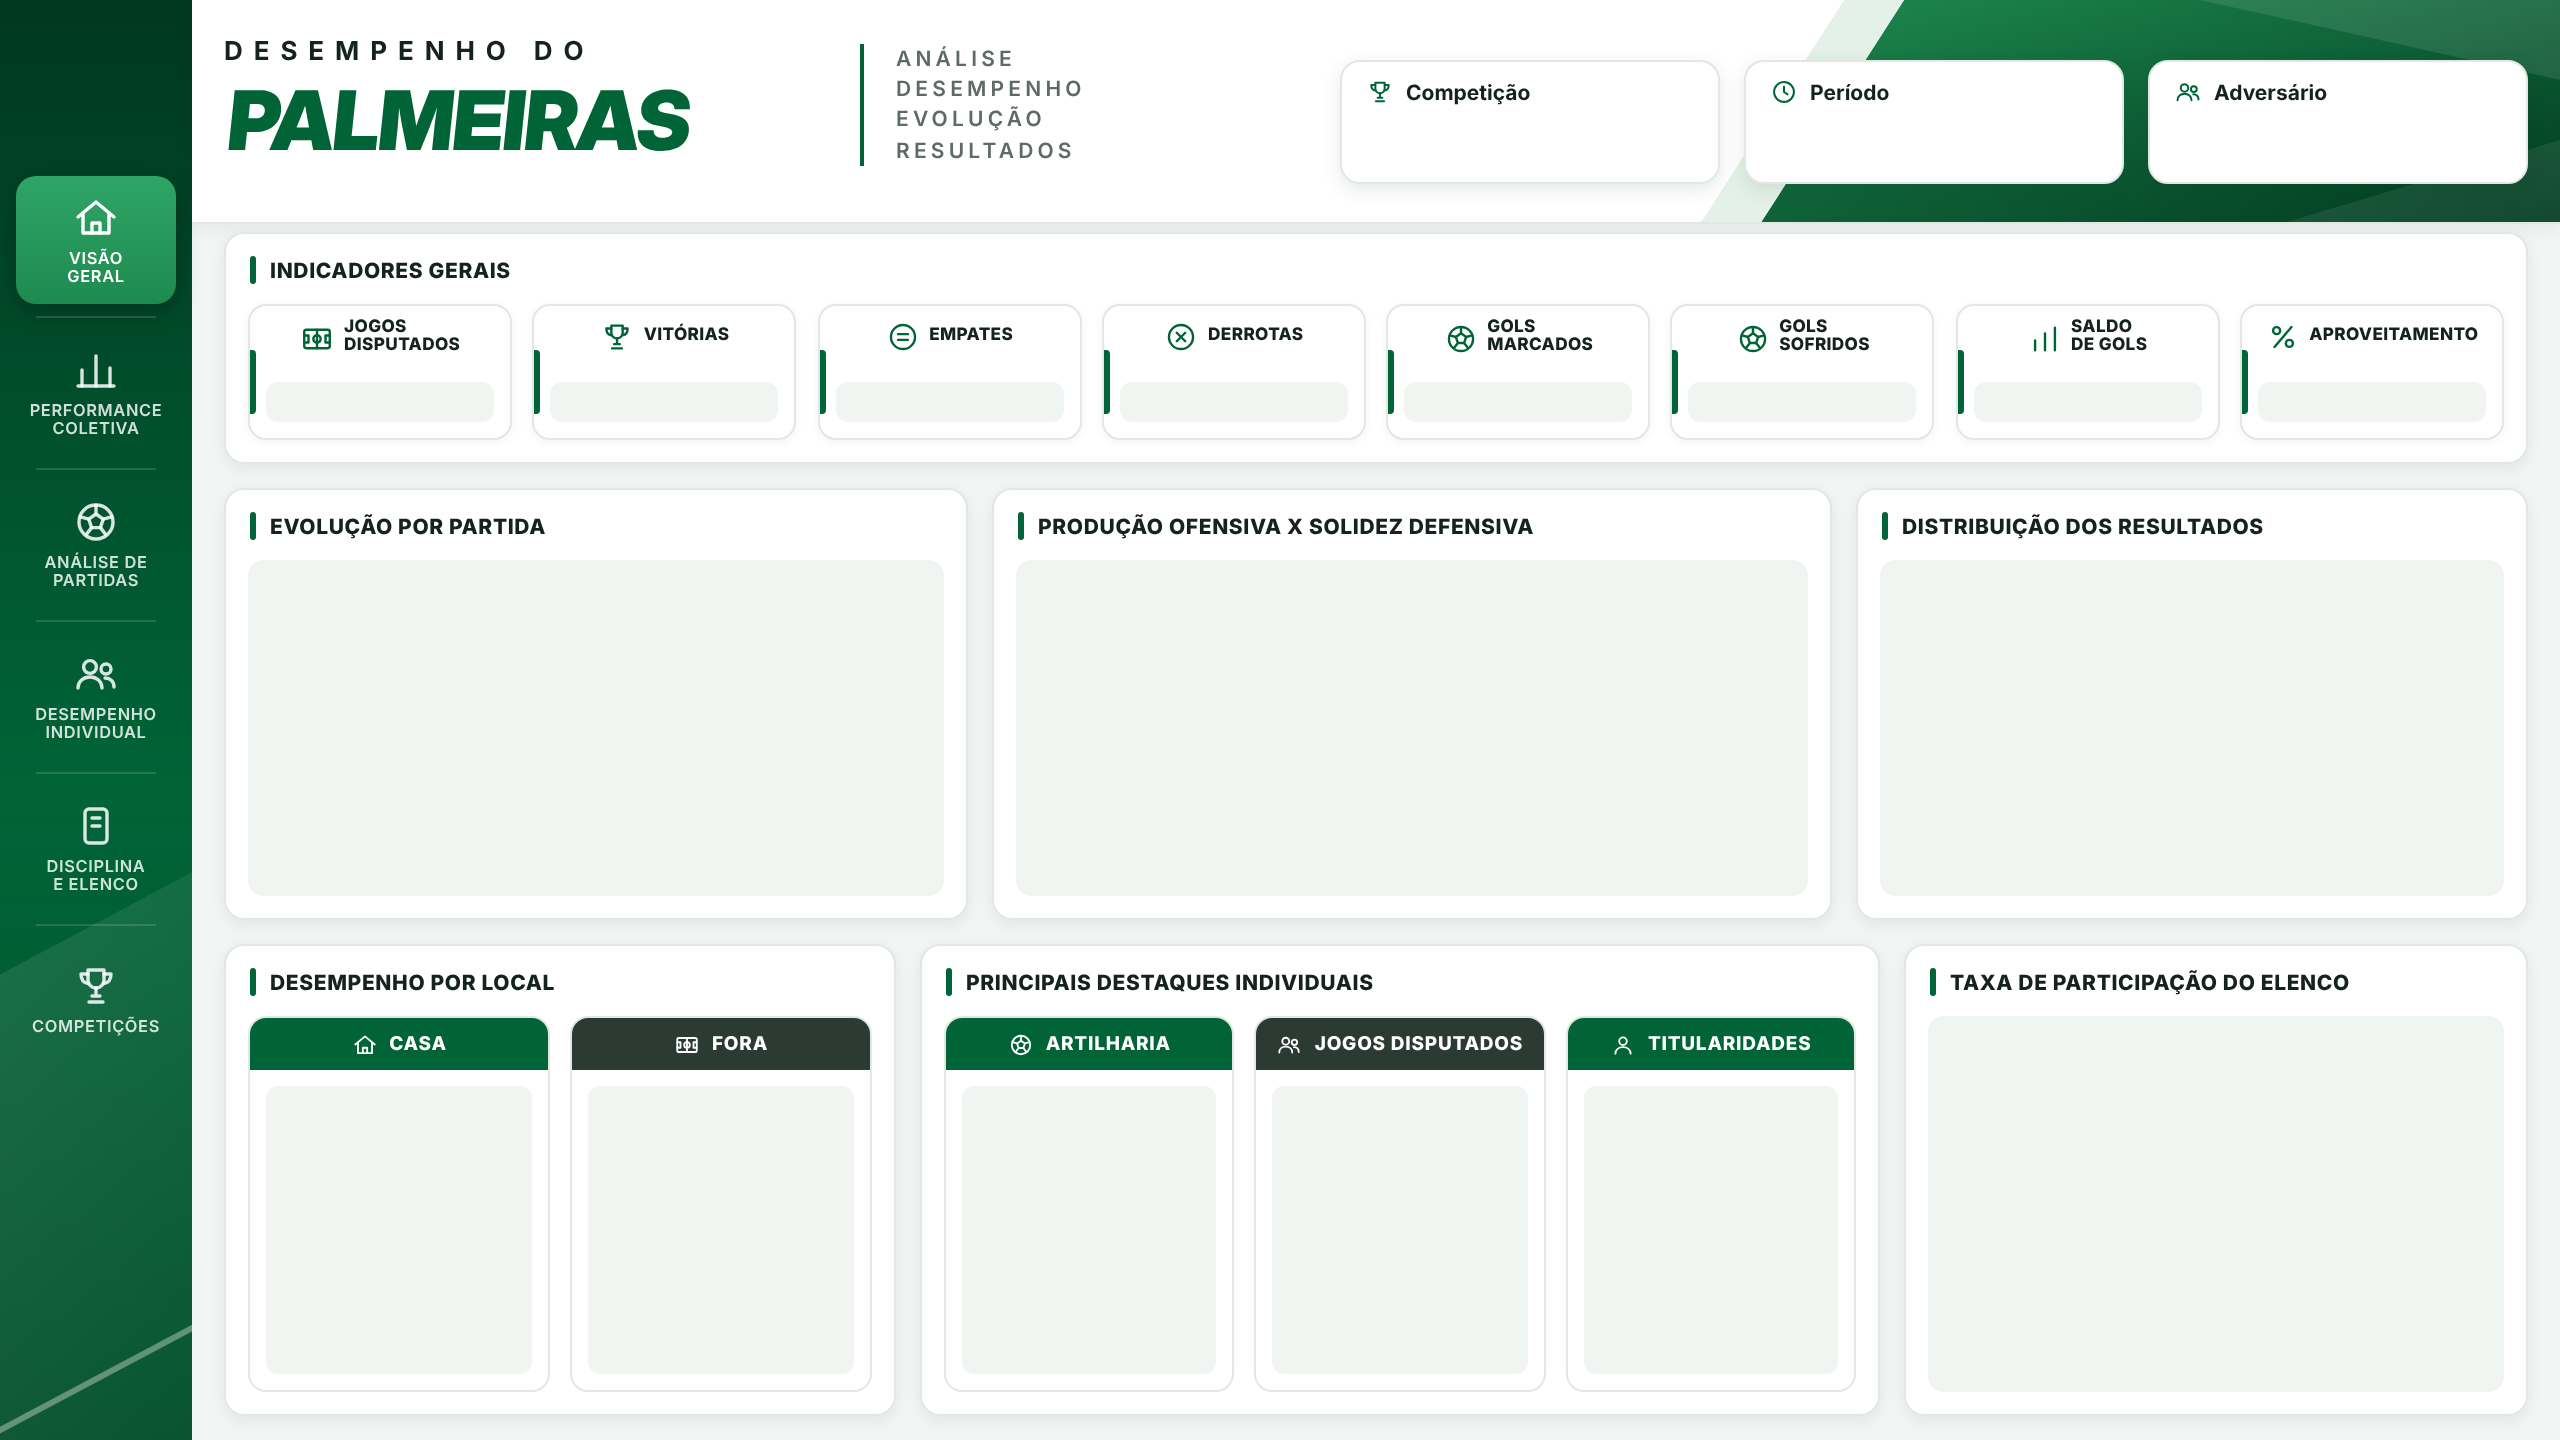 DESEMPENHO DO
PALMEIRAS
ANÁLISE
DESEMPENHO
EVOLUÇÃO
RESULTADOS
Competição
Período
Adversário
VISÃO
GERAL
PERFORMANCE
COLETIVA
ANÁLISE DE
PARTIDAS
DESEMPENHO
INDIVIDUAL
DISCIPLINA
E ELENCO
COMPETIÇÕES
INDICADORES GERAIS
JOGOS
DISPUTADOS
VITÓRIAS
EMPATES
DERROTAS
GOLS
MARCADOS
GOLS
SOFRIDOS
SALDO
DE GOLS
APROVEITAMENTO
EVOLUÇÃO POR PARTIDA
PRODUÇÃO OFENSIVA X SOLIDEZ DEFENSIVA
DISTRIBUIÇÃO DOS RESULTADOS
DESEMPENHO POR LOCAL
CASA
FORA
PRINCIPAIS DESTAQUES INDIVIDUAIS
ARTILHARIA
JOGOS DISPUTADOS
TITULARIDADES
TAXA DE PARTICIPAÇÃO DO ELENCO